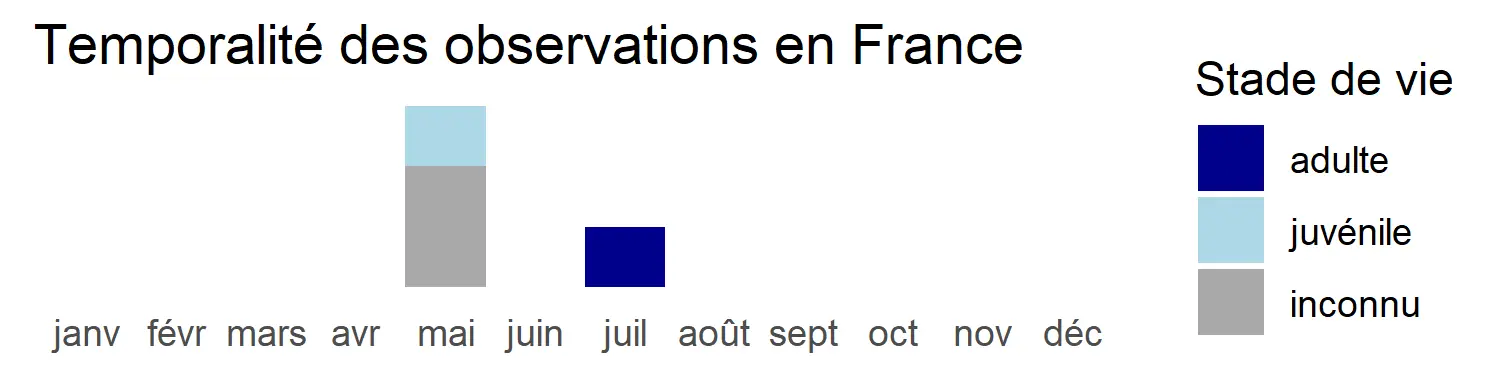 Temporalité des observations en France
janv févr mars avr mai juin juil août sept oct nov déc
Stade de vie
adulte
juvénile
inconnu